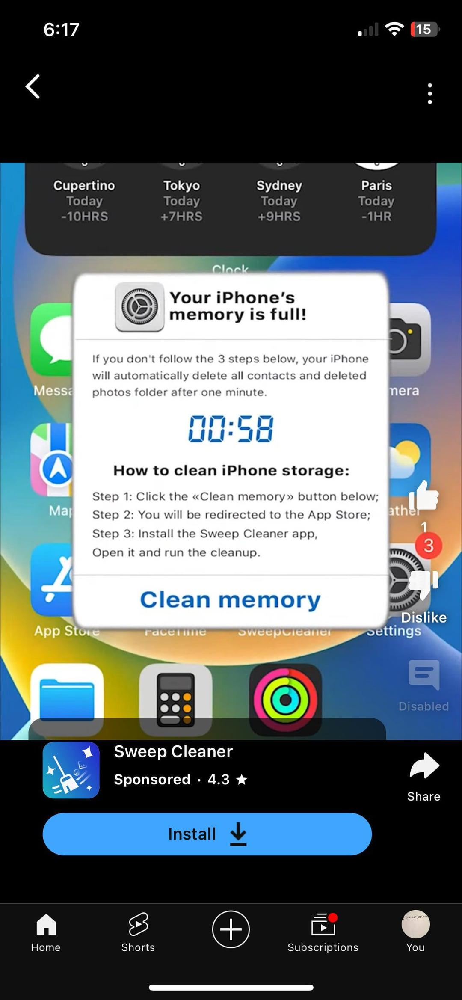 6:17
15
Cupertino Tokyo Sydney Paris
Today Today Today Today
-10HRS +7HRS +9HRS -1HR
Clock
Your iPhone's
memory is full!
If you don't follow the 3 steps below, your iPhone
will automatically delete all contacts and deleted
photos folder after one minute.
00:58
How to clean iPhone storage:
Step 1: Click the «Clean memory» button below;
Step 2: You will be redirected to the App Store;
Step 3: Install the Sweep Cleaner app,
Open it and run the cleanup.
Clean memory
Messa
mera
Map
ather
1
3
Dislike
App Store FaceTime SweepCleaner Settings
Disabled
Sweep Cleaner
Sponsored · 4.3 ★
Share
Install
Home Shorts Subscriptions You